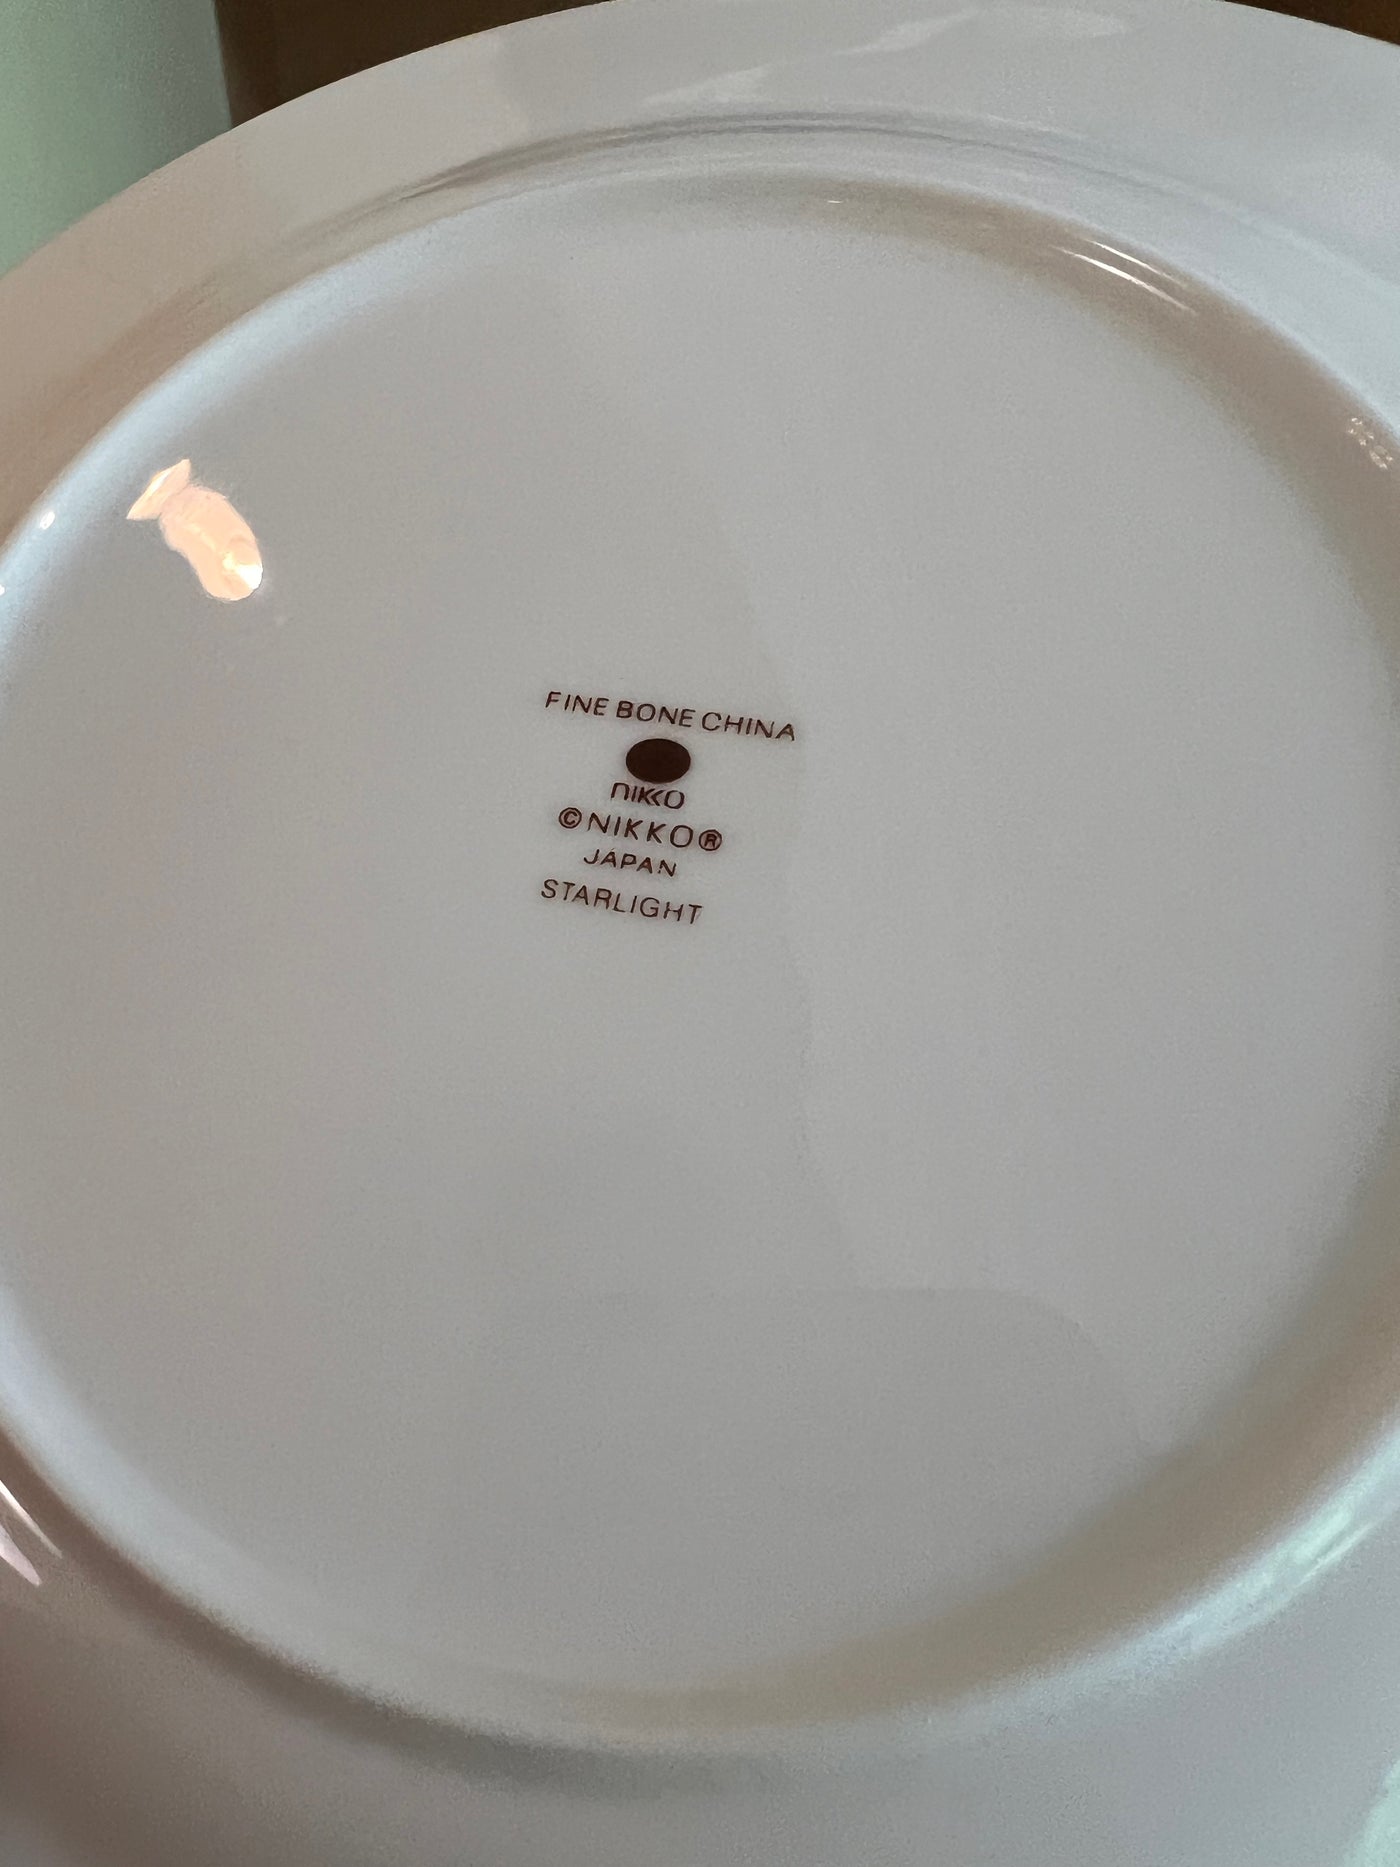 FINE BONE CHINA
nikko
©NIKKO®
JAPAN
STARLIGHT